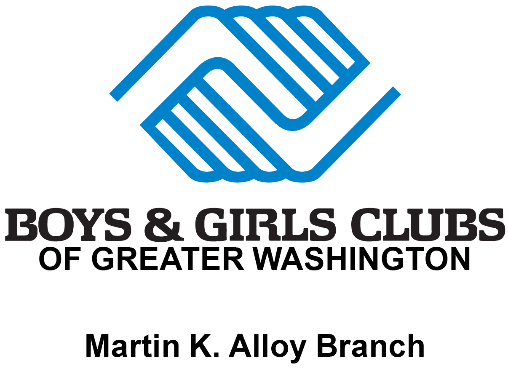 BOYS & GIRLS CLUBS
OF GREATER WASHINGTON
Martin K. Alloy Branch